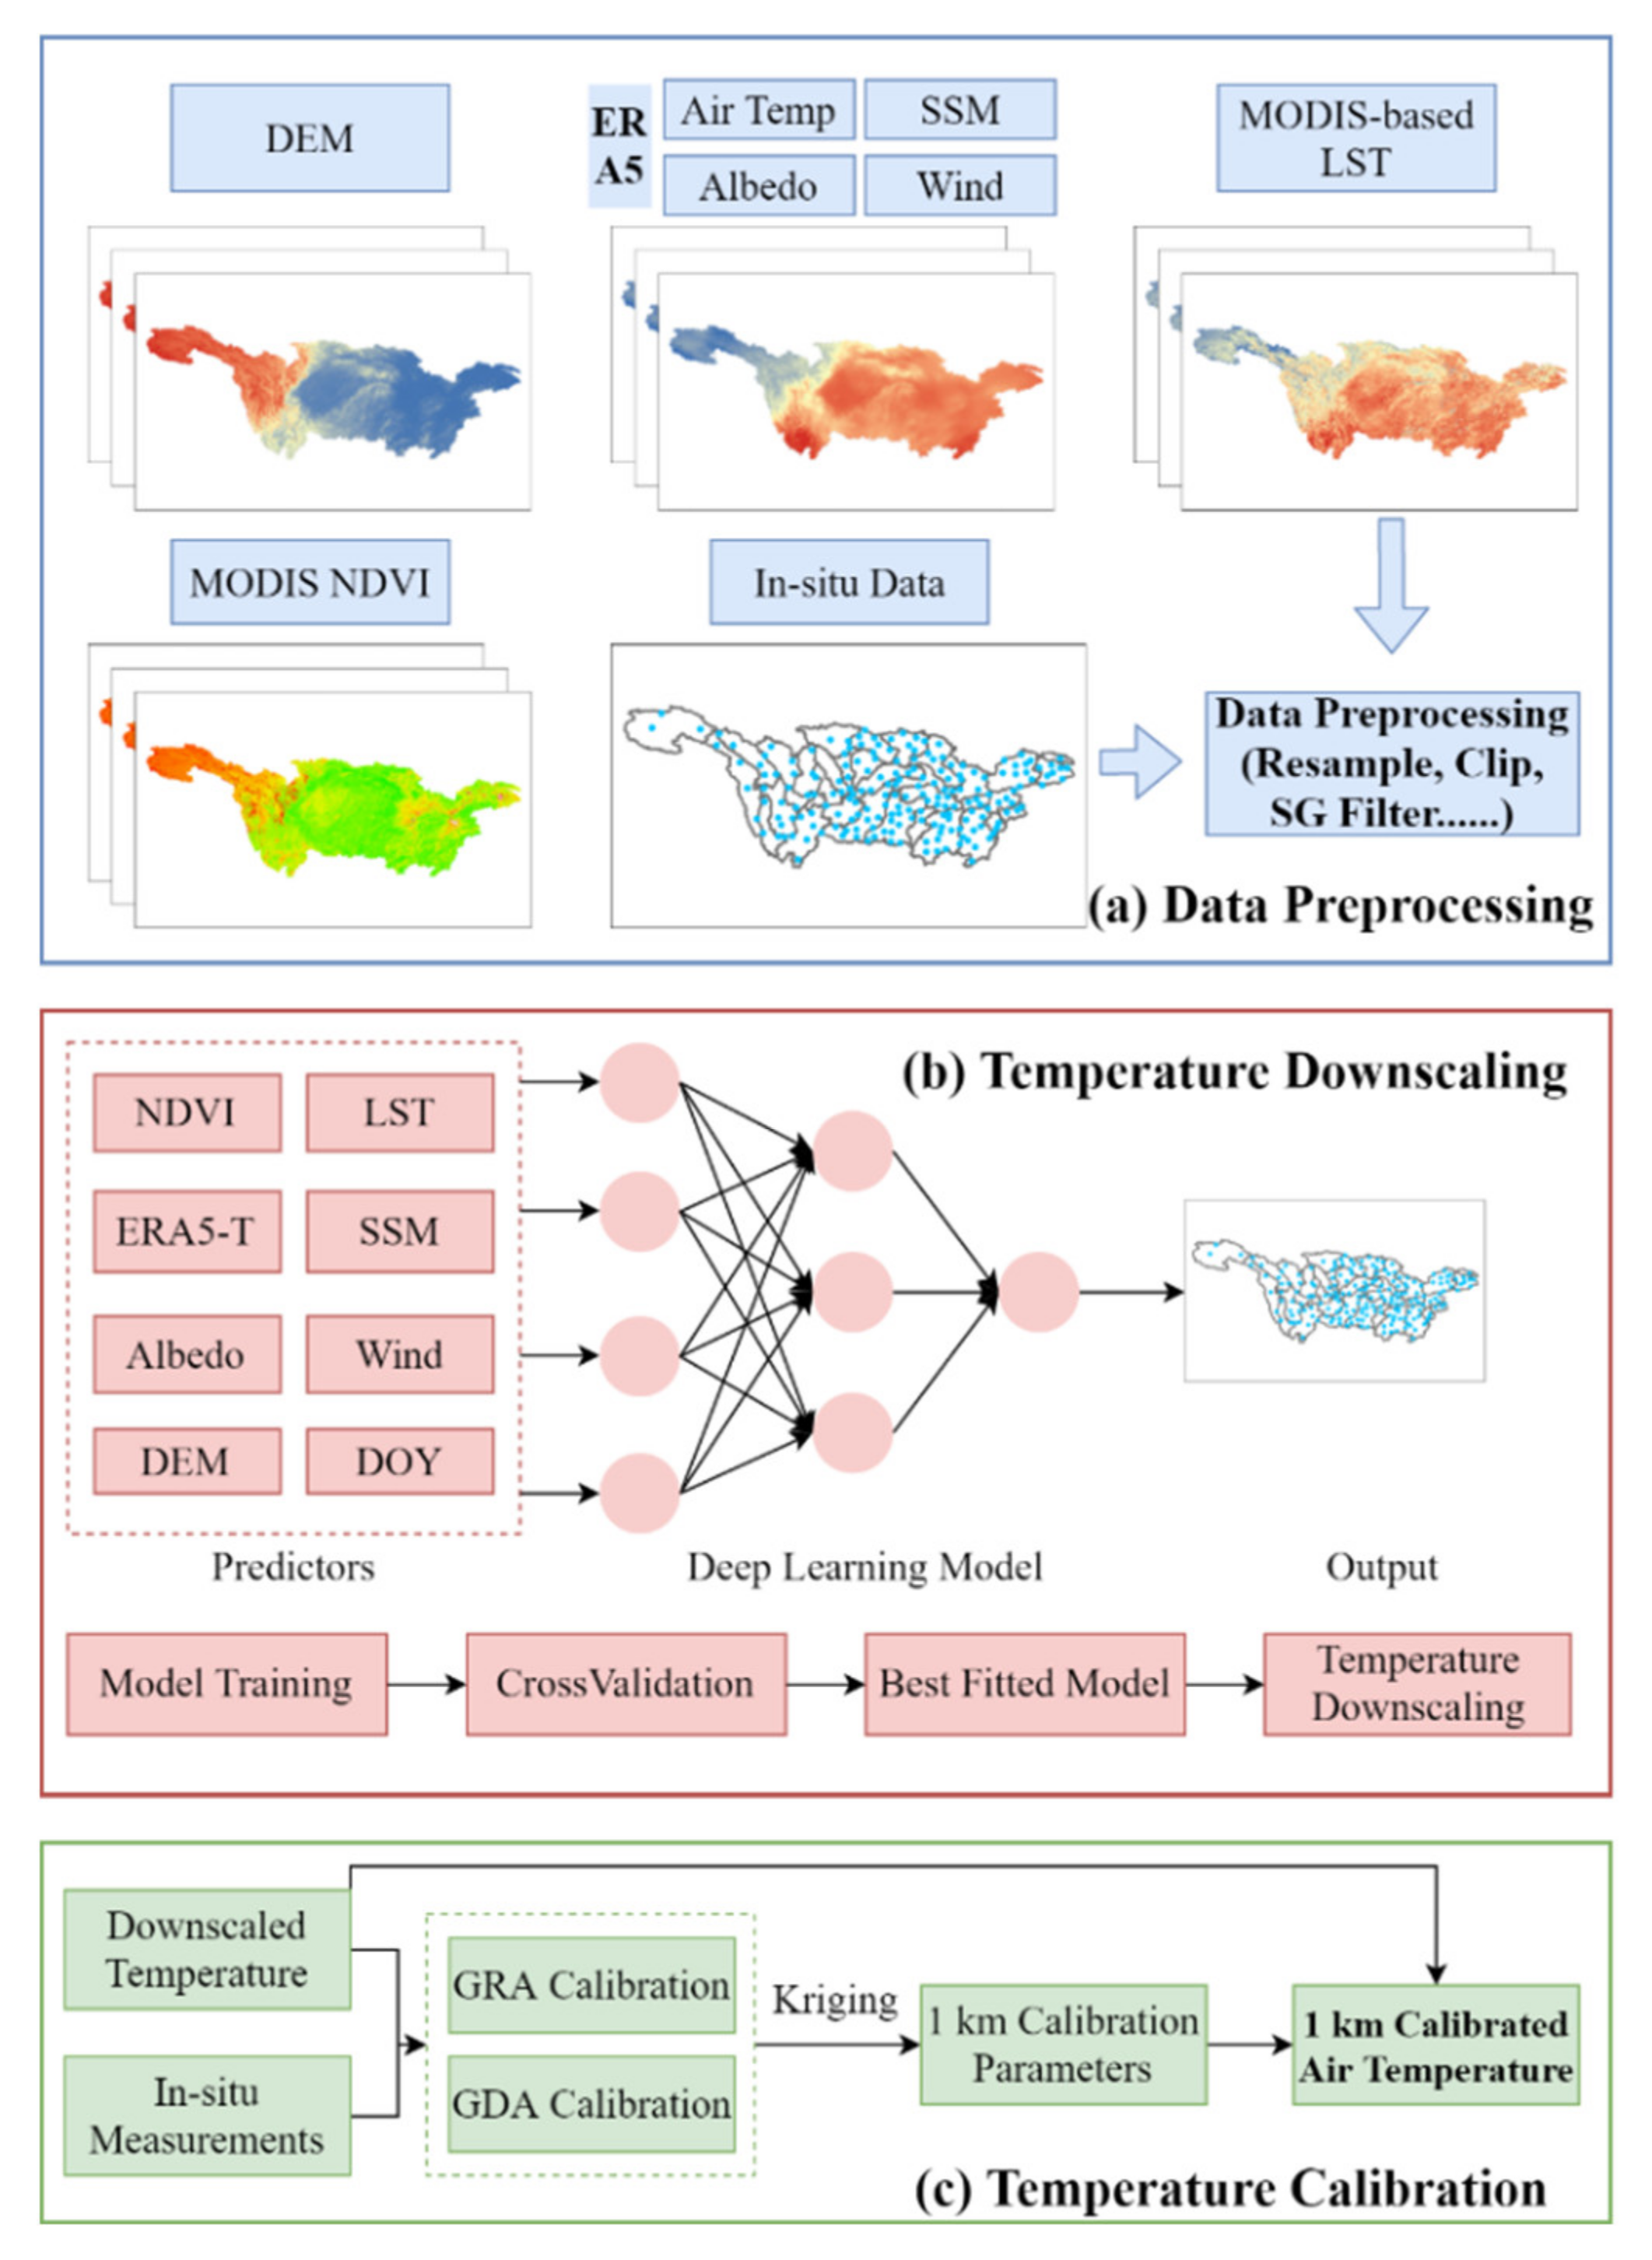 DEM
ER
A5
Air Temp
SSM
Albedo
Wind
MODIS-based
LST
MODIS NDVI
In-situ Data
Data Preprocessing
(Resample, Clip,
SG Filter......)
(a) Data Preprocessing
(b) Temperature Downscaling
NDVI
LST
ERA5-T
SSM
Albedo
Wind
DEM
DOY
Predictors
Deep Learning Model
Output
Model Training
CrossValidation
Best Fitted Model
Temperature
Downscaling
Downscaled
Temperature
In-situ
Measurements
GRA Calibration
GDA Calibration
Kriging
1 km Calibration
Parameters
1 km Calibrated
Air Temperature
(c) Temperature Calibration